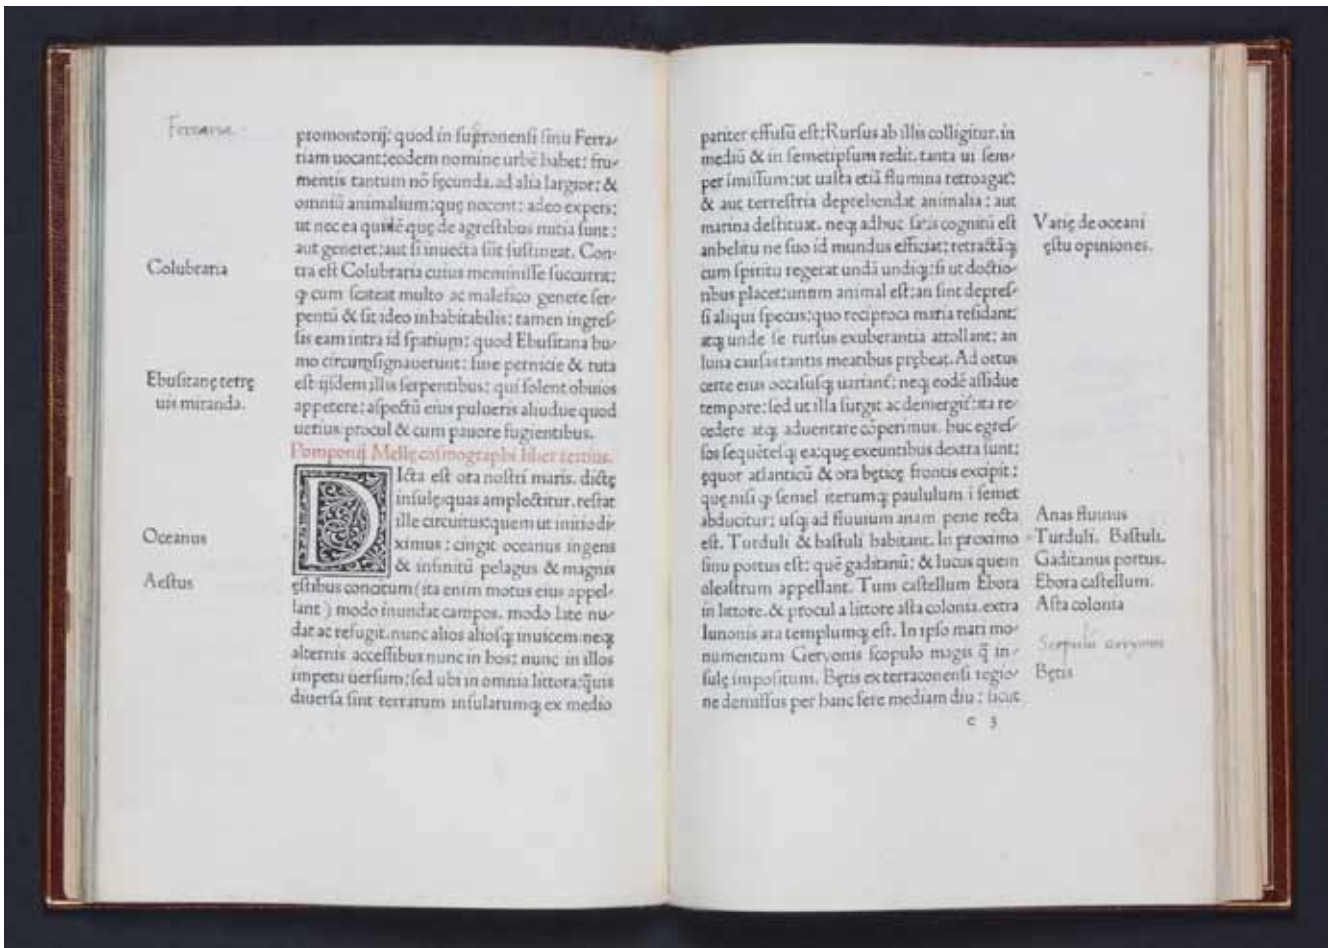 Ferraria
promontorij: quod in sucronensi sinu Ferra/
riam uocant: eodem nomine urbē habet: fru/
mentis tantum nō fęcunda. ad alia largior: &
omniū animalium: quę nocent: adeo expers:
ut nec ea quidē quę de agrestibus mitia sunt:
aut generet: aut si inuecta sūt sustineat. Con/
Colubraria
tra est Colubraria cuius meminisse succurrit:
ꝙ cum scateat multo ac malefico genere ser/
pentū & sit ideo inhabitabilis: tamen ingres/
sis eam intra id spatium: quod Ebusitana hu/
mo circumsignauerunt: sine pernicie & tuta
Ebusitanę terrę
uis miranda.
est ijsdem illis serpentibus: qui solent obuios
appetere: aspectū eius pulueris aliudue quod
uerius procul & cum pauore fugientibus.
Pomponij Mellę cosmographi liber tertius.
DIcta est ora nostri maris. dictę
insulę: quas amplectitur. restat
ille circuitus: quem ut initio di/
Oceanus
ximus: cingit oceanus ingens
& infinitū pelagus & magnis
Aestus
ęstibus concitum (ita enim motus eius appel/
lant) modo inundat campos. modo late nu/
dat ac refugit. nunc alios aliosq; inuicem: neq;
alternis accessibus nunc in hos: nunc in illos
impetu uersum: sed ubi in omnia littora: q̄uis
diuersa sint terrarum insularumq; ex medio
pariter effusū est: Rursus ab illis colligitur. in
mediū & in semetipsum redit. tanta ui sem/
per imissum: ut uasta etiā flumina retroagat:
& aut terrestria deprehendat animalia: aut
marina destituat. neq; adhuc satis cognitū est
Varię de oceani
ęstu opiniones.
anhelitu ne suo id mundus efficiat: retractā q;
cum spiritu regerat undā undiq; si ut doctio/
ribus placet: unum animal est: an sint depres/
si aliqui specus: quo reciproca maria residant:
atq; unde se rursus exuberantia attollant: an
luna causas tantis meatibus prębeat. Ad ortus
certe eius occasusq; uariant: neq; eodē assidue
tempore: sed ut illa surgit ac demergit: ita re/
cedere atq; aduentare cōperimus. huc egres/
sos sequētesq; ea: quę exeuntibus dextra sunt:
ęquor atlanticū & ora bęticę frontis excipit:
quę nisi ꝙ semel iterumq; paululum i semet
abducitur: usq; ad fluuium anam pene recta
Anas fluuius
est. Turduli & bastuli habitant. In proximo
Turduli. Bastuli.
sinu portus est: quē gaditanū: & lucus quem
Gaditanus portus.
oleastrum appellant. Tum castellum Ebora
Ebora castellum.
in littore. & procul a littore asta colonia. extra
Asta colonia
Iunonis ara templumq; est. In ipso mari mo/
numentum Geryonis scopulo magis q̄ in/
Scopulus Geryonis
sulę impositum. Bętis ex terraconensi regio/
Bętis
ne demissus per hanc fere mediam diu: sicut
c 3